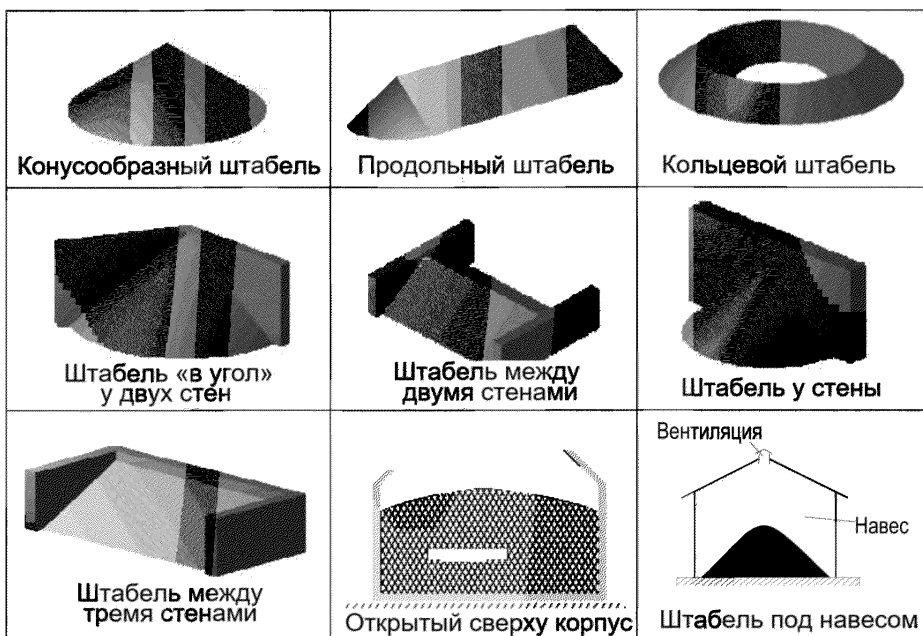 Конусообразный штабель
Продольный штабель
Кольцевой штабель
Штабель «в угол»
у двух стен
Штабель между
двумя стенами
Штабель у стены
Штабель между
тремя стенами
Открытый сверху корпус
Вентиляция
Навес
Штабель под навесом